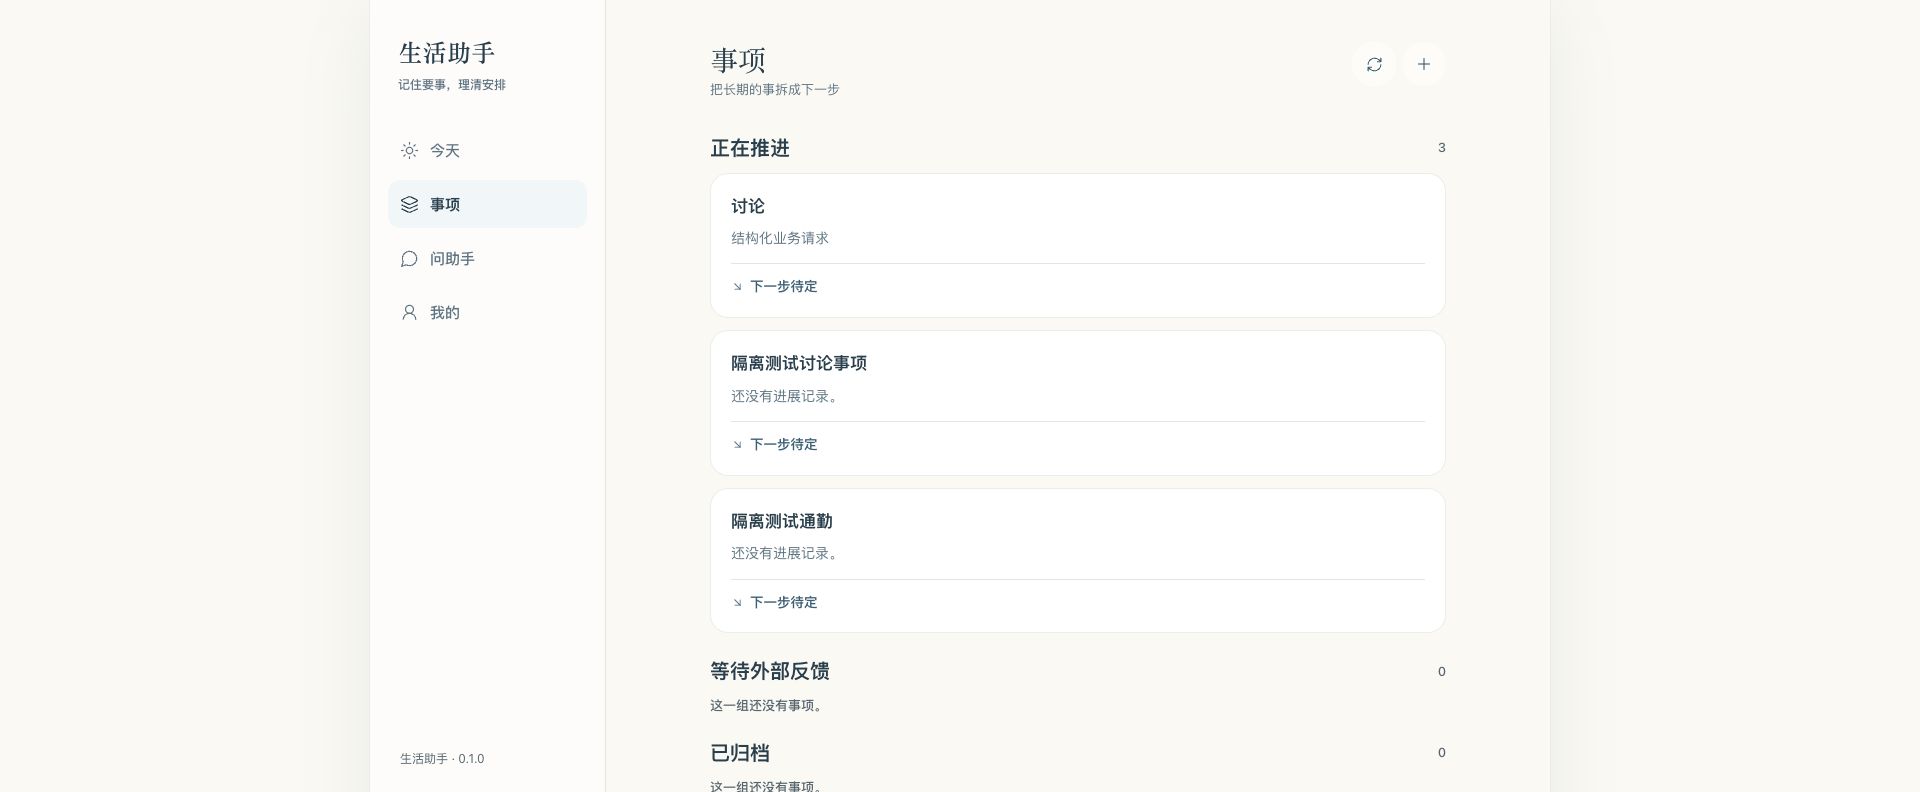 生活助手
记住要事，理清安排
今天
事项
问助手
我的
生活助手 · 0.1.0
事项
把长期的事拆成下一步
正在推进
3
讨论
结构化业务请求
下一步待定
隔离测试讨论事项
还没有进展记录。
下一步待定
隔离测试通勤
还没有进展记录。
下一步待定
等待外部反馈
0
这一组还没有事项。
已归档
0
这一组还没有事项。